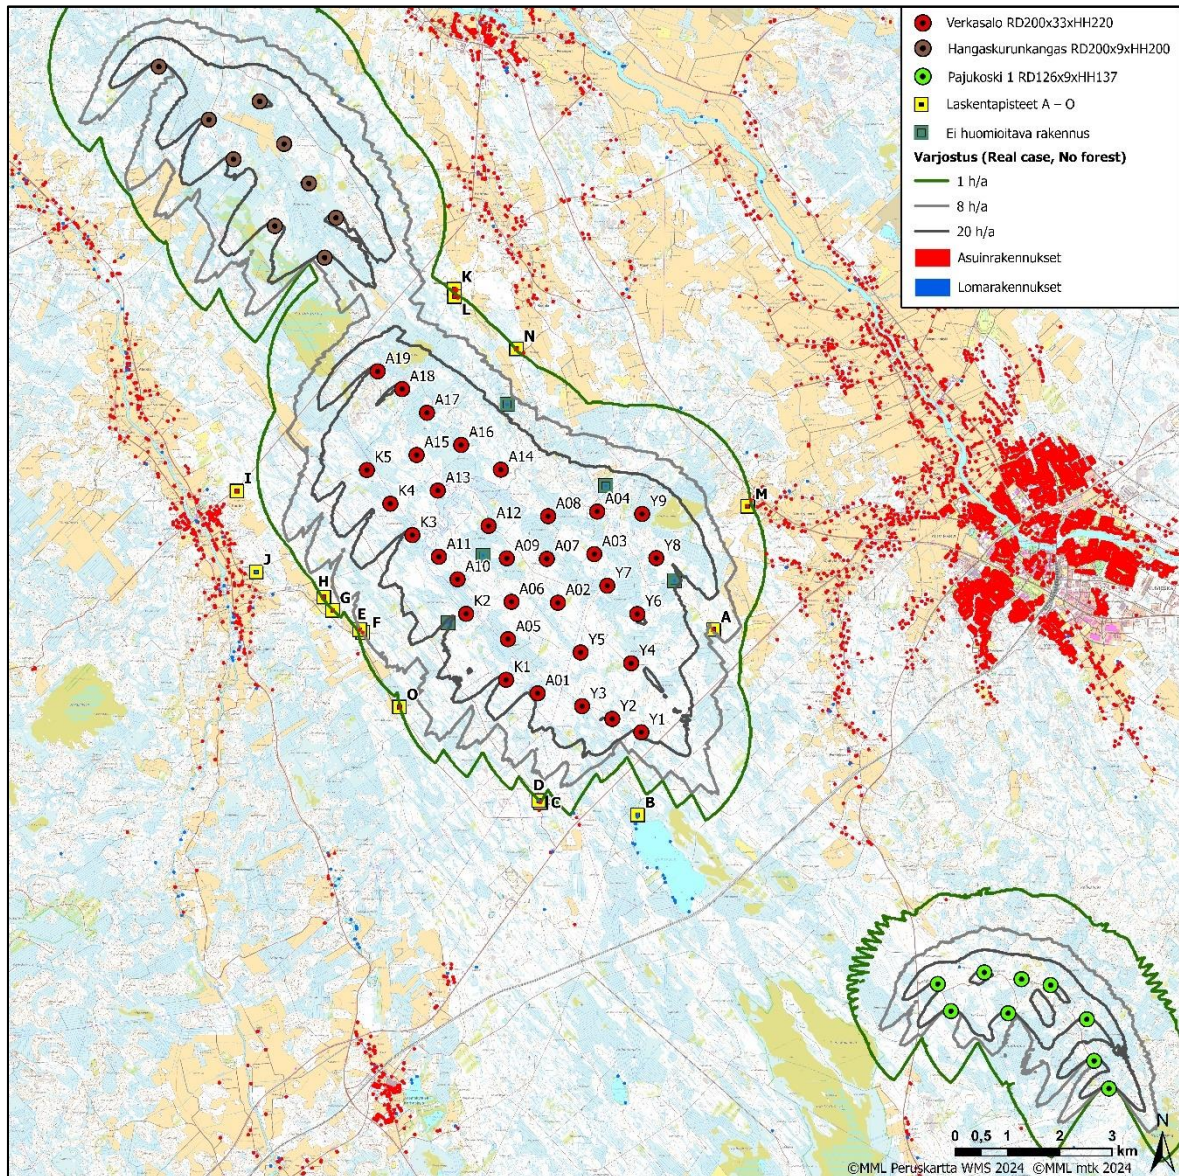 Verkasalo RD200x33xHH220
Hangaskurunkangas RD200x9xHH200
Pajukoski 1 RD126x9xHH137
Laskentapisteet A – O
Ei huomioitava rakennus
Varjostus (Real case, No forest)
1 h/a
8 h/a
20 h/a
Asuinrakennukset
Lomarakennukset
K
L
N
A19
A18
A17
A16
A15
A14
K5
A13
I
K4
A08
A04
Y9
M
A12
K3
A11
A09
A07
A03
Y8
J
A10
Y7
H
G
A06
A02
K2
Y6
E
F
A
A05
Y5
Y4
K1
A01
O
Y3
Y2
Y1
D
C
B
N
0 0,5 1 2 3
km
©MML Peruskartta WMS 2024 ©MML mtk 2024